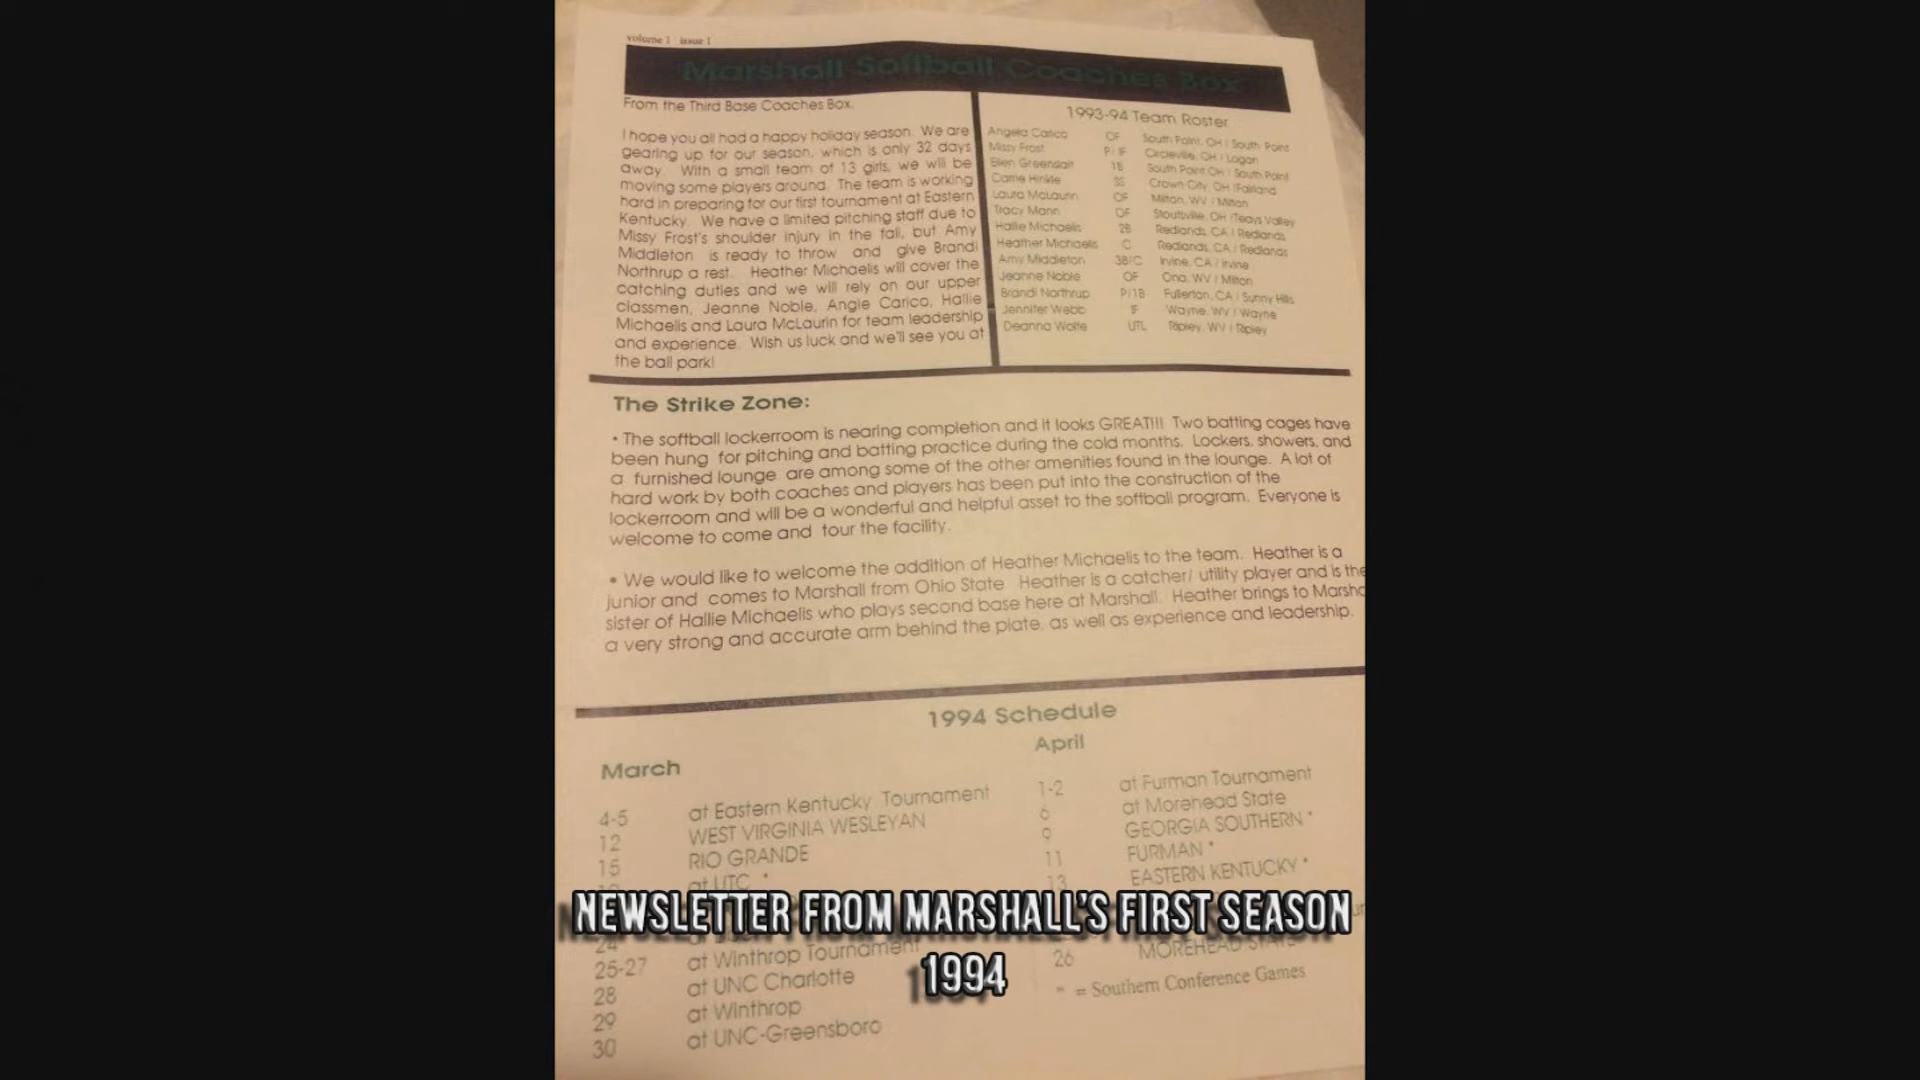 volume 1 issue 1
Marshall Softball Coaches Box
From the Third Base Coaches Box.
I hope you all had a happy holiday season. We are
gearing up for our season, which is only 32 days
away. With a small team of 13 girls, we will be
moving some players around. The team is working
hard in preparing for our first tournament at Eastern
Kentucky. We have a limited pitching staff due to
Missy Frost's shoulder injury in the fall, but Amy
Middleton is ready to throw and give Brandi
Northrup a rest. Heather Michaelis will cover the
catching duties and we will rely on our upper
classmen, Jeanne Noble, Angie Carico, Hallie
Michaelis and Laura McLaurin for team leadership
and experience. Wish us luck and we'll see you at
the ball park!
1993-94 Team Roster
Angela Carico OF South Point, OH / South Point
Missy Frost P/IF Circleville, OH / Logan
Ellen Greenslait 1B South Point OH / South Point
Carrie Hinkle SS Crown City, OH /Fairland
Laura McLaurin OF Milton, WV / Milton
Tracy Mann OF Stoutsville, OH /Teays Valley
Hallie Michaelis 2B Redlands, CA / Redlands
Heather Michaelis C Redlands, CA / Redlands
Amy Middleton 3B/C Irvine, CA / Irvine
Jeanne Noble OF Ona, WV / Milton
Brandi Northrup P/1B Fullerton, CA / Sunny Hills
Jennifer Webb IF Wayne, WV / Wayne
Deanna Wolfe UTL Ripley, WV / Ripley
The Strike Zone:
• The softball lockerroom is nearing completion and it looks GREAT!!! Two batting cages have
been hung for pitching and batting practice during the cold months. Lockers, showers, and
a furnished lounge are among some of the other amenities found in the lounge. A lot of
hard work by both coaches and players has been put into the construction of the
lockerroom and will be a wonderful and helpful asset to the softball program. Everyone is
welcome to come and tour the facility.
• We would like to welcome the addition of Heather Michaelis to the team. Heather is a
junior and comes to Marshall from Ohio State Heather is a catcher/ utility player and is the
sister of Hallie Michaelis who plays second base here at Marshall. Heather brings to Marsha
a very strong and accurate arm behind the plate, as well as experience and leadership.
1994 Schedule
March
4-5 at Eastern Kentucky Tournament
12 WEST VIRGINIA WESLEYAN
15 RIO GRANDE
at UTC *
24
25-27 at Winthrop Tournament
28 at UNC Charlotte
29 at Winthrop
30 at UNC-Greensboro
April
1-2 at Furman Tournament
6 at Morehead State
9 GEORGIA SOUTHERN *
11 FURMAN *
13 EASTERN KENTUCKY *
26 MOREHEAD STATE
* = Southern Conference Games
NEWSLETTER FROM MARSHALL'S FIRST SEASON
1994